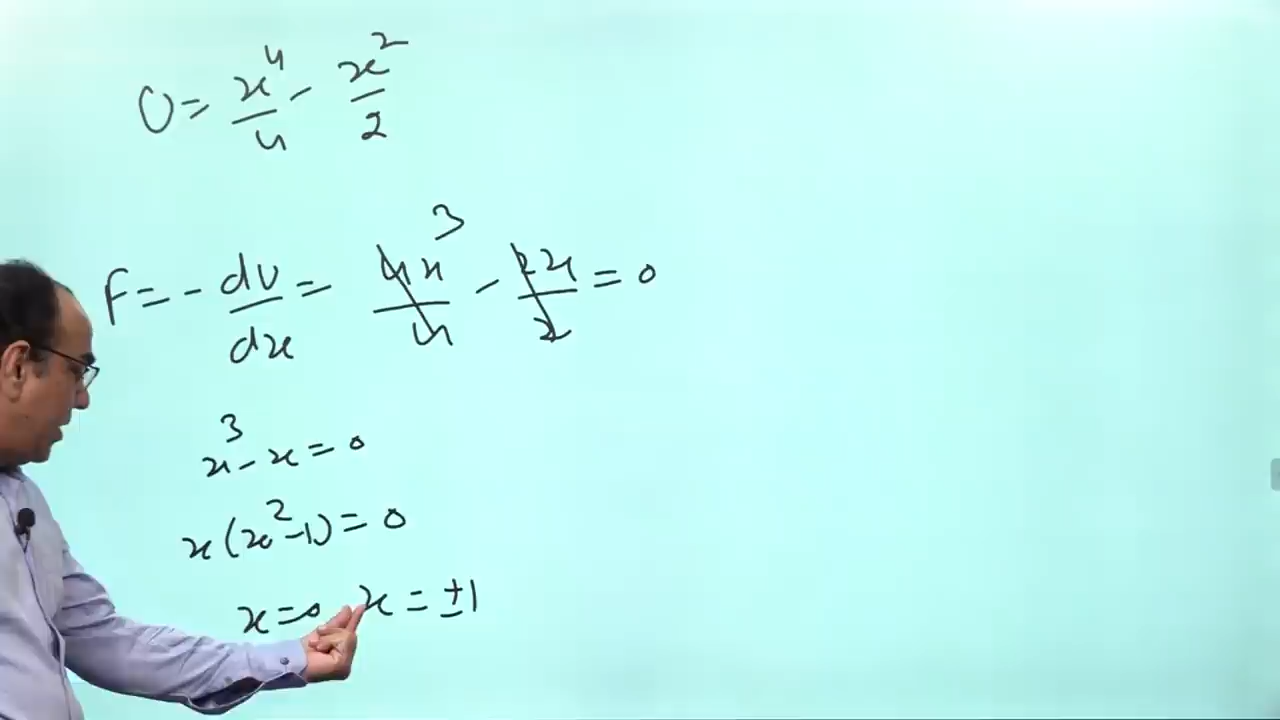 U = x⁴/4 - x²/2
F = - dU/dx = 4x³/4 - 2x/2 = 0
x³ - x = 0
x(x² - 1) = 0
x = 0 x = ±1